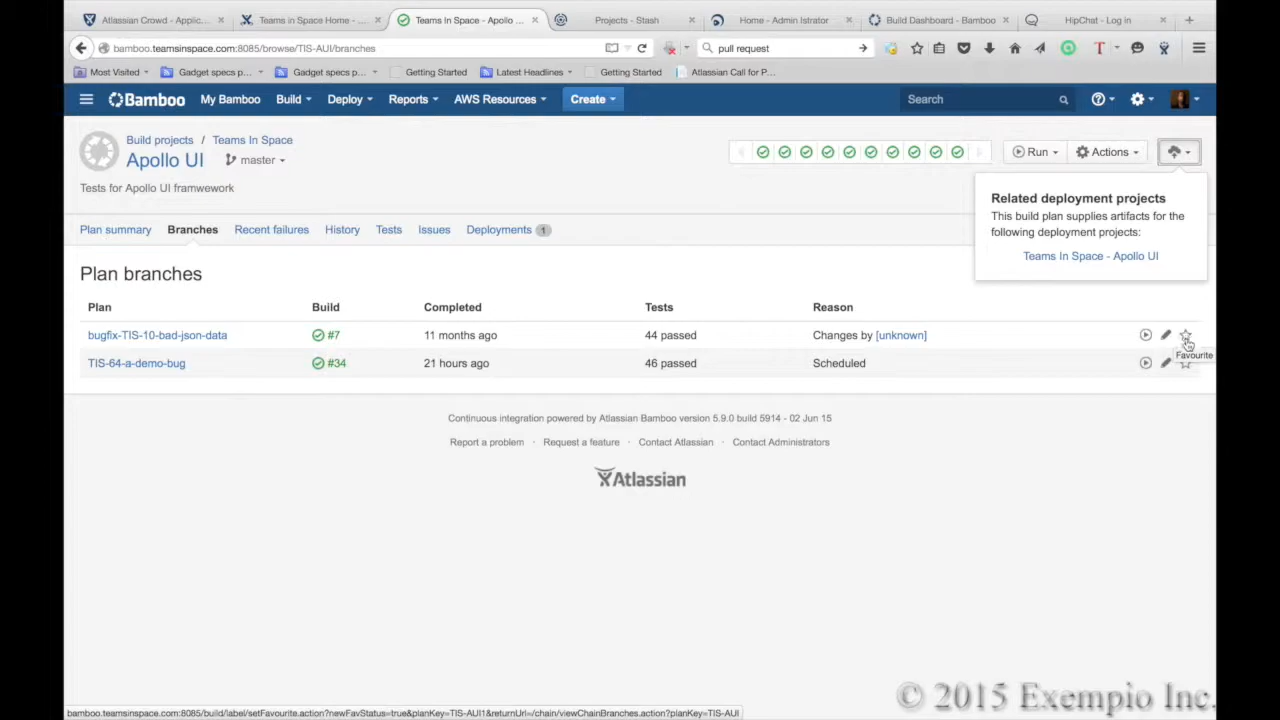 Atlassian Crowd - Applic...
Teams in Space Home - ...
Teams In Space - Apollo ...
Projects - Stash
Home - Admin Istrator
Build Dashboard - Bamboo
HipChat - Log in
bamboo.teamsinspace.com:8085/browse/TIS-AUI/branches
pull request
Most Visited
Gadget specs p...
Gadget specs p...
Getting Started
Latest Headlines
Getting Started
Atlassian Call for P...
Bamboo My Bamboo Build Deploy Reports AWS Resources Create Search
Build projects / Teams In Space
Apollo UI master
Run Actions
Tests for Apollo UI framwework
Related deployment projects
This build plan supplies artifacts for the
following deployment projects:
Teams In Space - Apollo UI
Plan summary Branches Recent failures History Tests Issues Deployments 1
Plan branches
Plan Build Completed Tests Reason
bugfix-TIS-10-bad-json-data #7 11 months ago 44 passed Changes by [unknown]
Favourite
TIS-64-a-demo-bug #34 21 hours ago 46 passed Scheduled
Continuous integration powered by Atlassian Bamboo version 5.9.0 build 5914 - 02 Jun 15
Report a problem · Request a feature · Contact Atlassian · Contact Administrators
Atlassian
© 2015 Exempio Inc.
bamboo.teamsinspace.com:8085/build/label/setFavourite.action?newFavStatus=true&planKey=TIS-AUI1&returnUrl=/chain/viewChainBranches.action?planKey=TIS-AUI